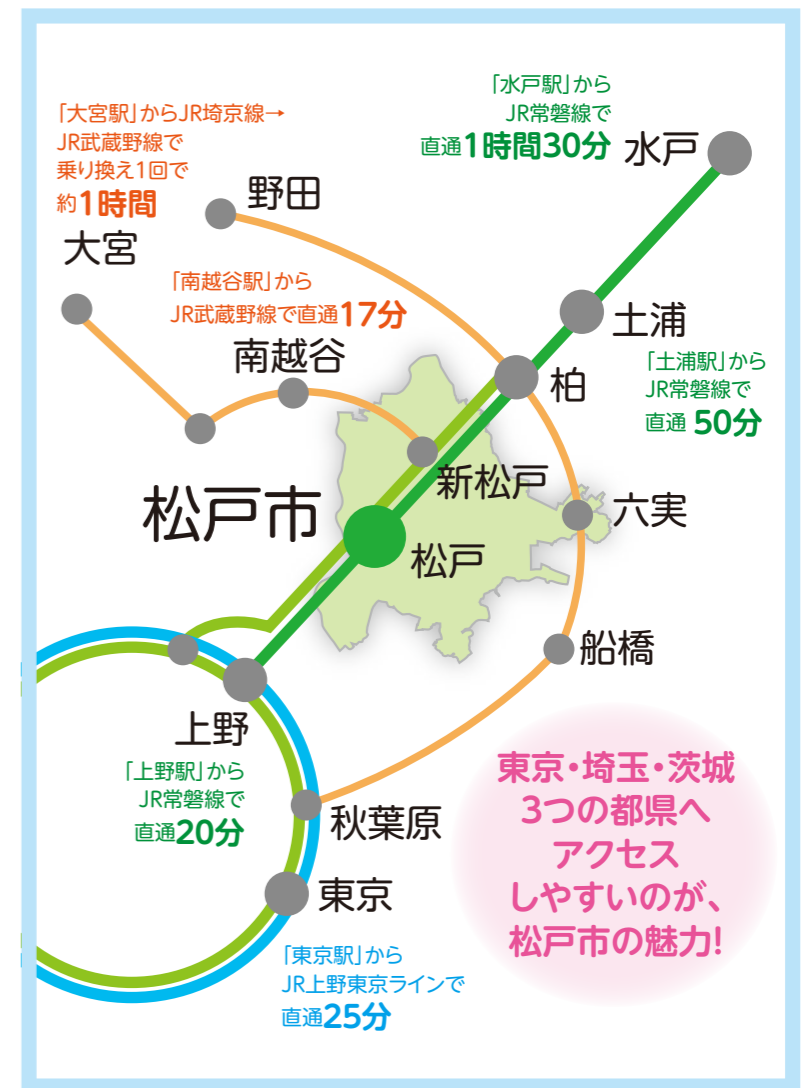 「大宮駅」からJR埼京線→
JR武蔵野線で
乗り換え1回で
約1時間
大宮
野田
「水戸駅」から
JR常磐線で
直通1時間30分
水戸
「南越谷駅」から
JR武蔵野線で直通17分
南越谷
土浦
「土浦駅」から
JR常磐線で
直通50分
柏
新松戸
松戸市
松戸
六実
船橋
上野
「上野駅」から
JR常磐線で
直通20分
秋葉原
東京
「東京駅」から
JR上野東京ラインで
直通25分
東京・埼玉・茨城
3つの都県へ
アクセス
しやすいのが、
松戸市の魅力!